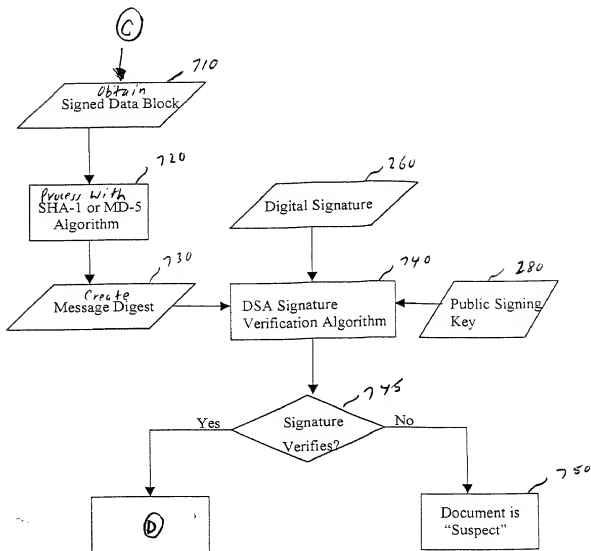 C
710
Obtain
Signed Data Block
720
Process with
SHA-1 or MD-5
Algorithm
260
Digital Signature
730
Create
Message Digest
740
DSA Signature
Verification Algorithm
280
Public Signing
Key
745
Signature
Verifies?
Yes
No
D
750
Document is
"Suspect"